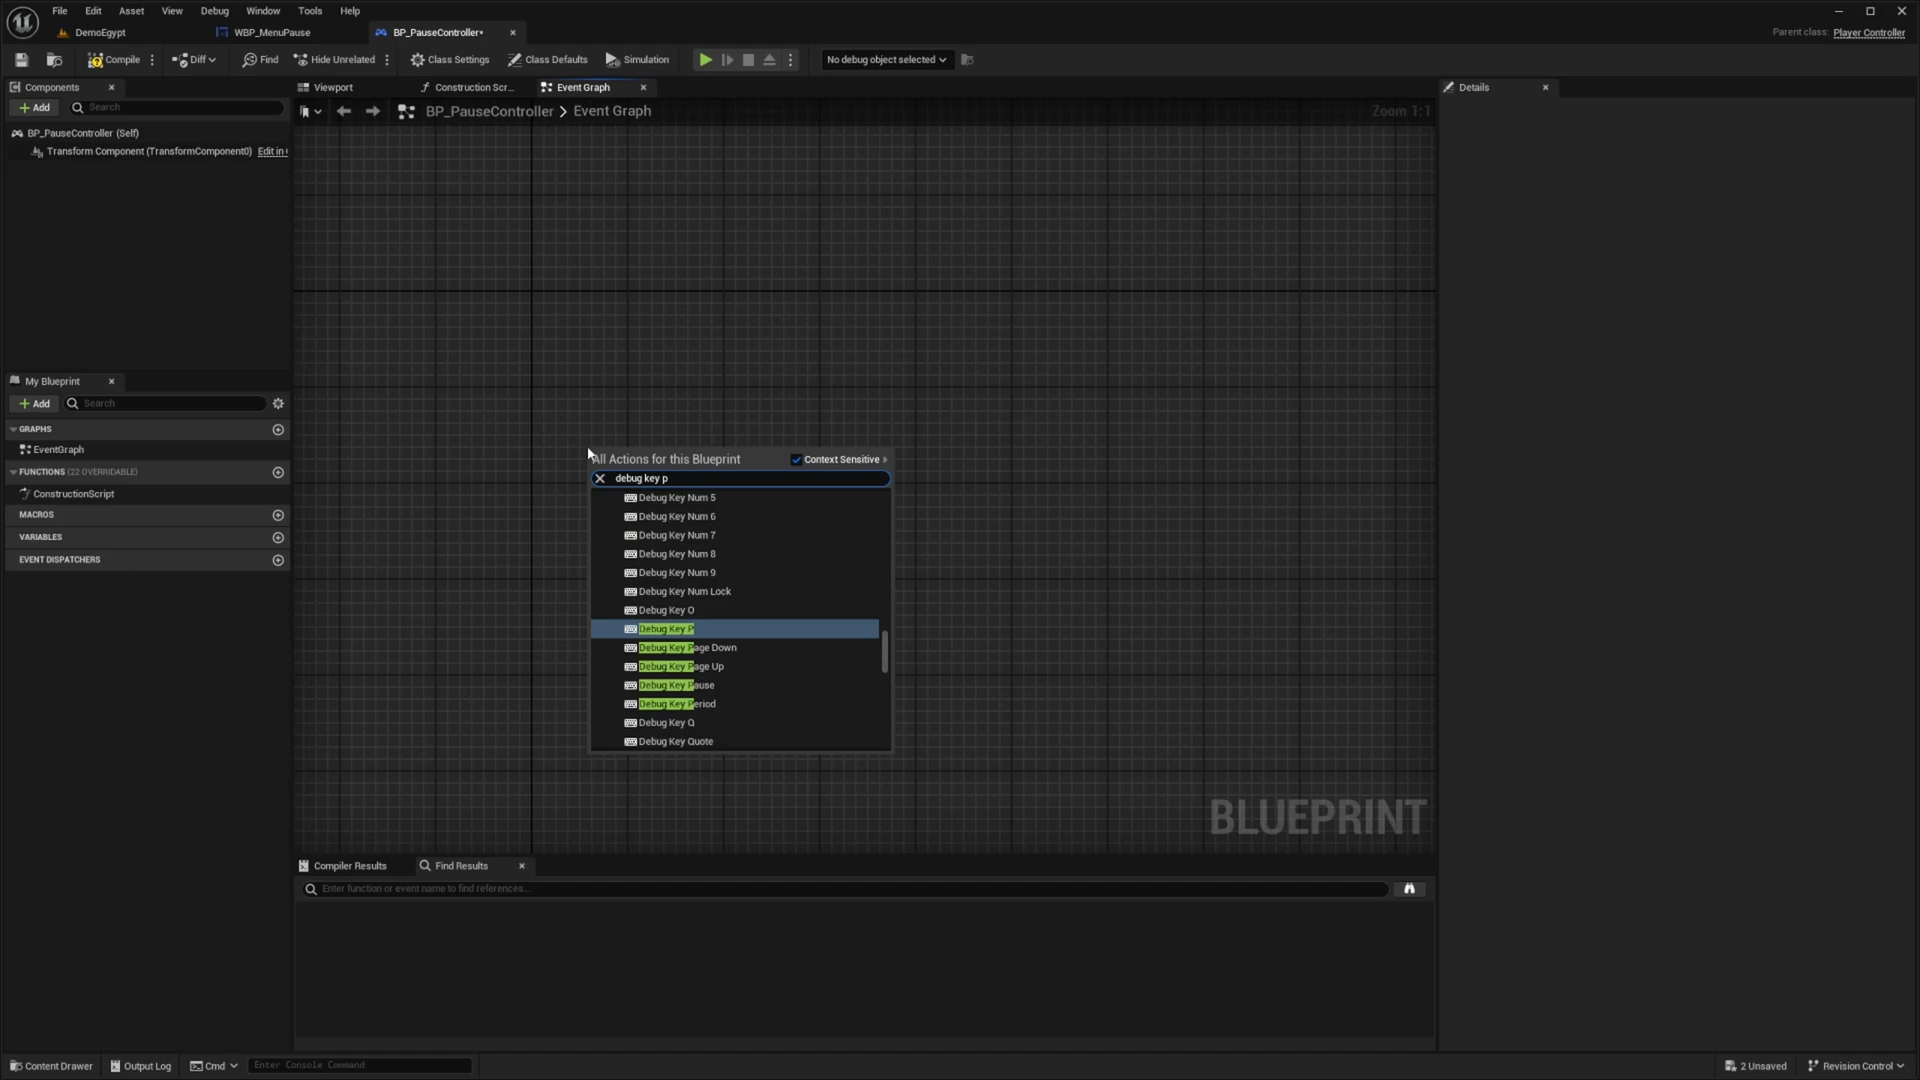 File Edit Asset View Debug Window Tools Help
DemoEgypt WBP_MenuPause BP_PauseController• Parent class: Player Controller
Compile Diff Find Hide Unrelated Class Settings Class Defaults Simulation No debug object selected
Components Viewport Construction Scr... Event Graph Details
Add Search BP_PauseController > Event Graph Zoom 1:1
BP_PauseController (Self)
Transform Component (TransformComponent0) Edit in
My Blueprint
Add Search
GRAPHS
EventGraph
FUNCTIONS (22 OVERRIDABLE)
ConstructionScript
MACROS
VARIABLES
EVENT DISPATCHERS
All Actions for this Blueprint Context Sensitive
debug key p
Debug Key Num 5
Debug Key Num 6
Debug Key Num 7
Debug Key Num 8
Debug Key Num 9
Debug Key Num Lock
Debug Key O
Debug Key P
Debug Key Page Down
Debug Key Page Up
Debug Key Pause
Debug Key Period
Debug Key Q
Debug Key Quote
BLUEPRINT
Compiler Results Find Results
Enter function or event name to find references...
Content Drawer Output Log Cmd Enter Console Command 2 Unsaved Revision Control